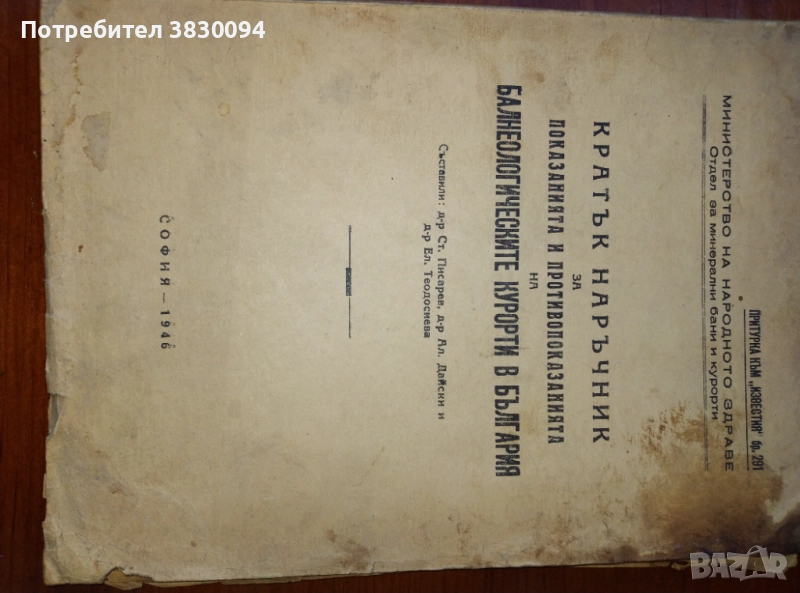 Потребител 3830094
ПРИТУРКА КЪМ „ИЗВЕСТИЯ" бр. 291
МИНИСТЕРСТВО НА НАРОДНОТО ЗДРАВЕ
Отдел за минерални бани и курорти
КРАТЪК НАРЪЧНИК
ЗА
ПОКАЗАНИЯТА И ПРОТИВОПОКАЗАНИЯТА
НА
БАЛНЕОЛОГИЧЕСКИТЕ КУРОРТИ В БЪЛГАРИЯ
Съставили: д-р Ст. Писарев, д-р Ал. Дайски и
д-р Ел. Теодосиева
СОФИЯ — 1946
BAZAR